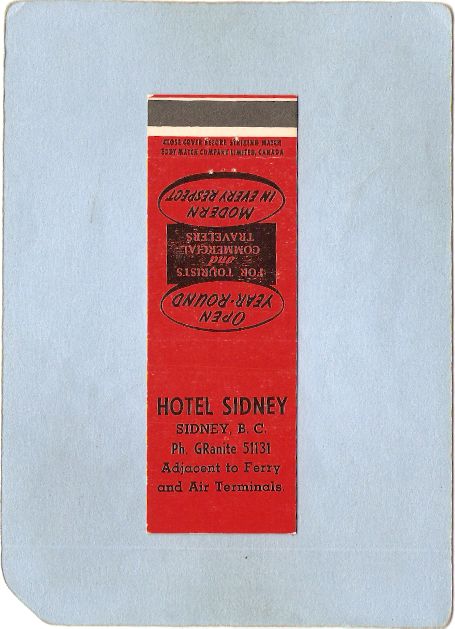 CLOSE COVER BEFORE STRIKING MATCH
EDDY MATCH COMPANY LIMITED, CANADA
OPEN
YEAR-ROUND
FOR TOURISTS
and
COMMERCIAL
TRAVELERS
MODERN
IN EVERY RESPECT
HOTEL SIDNEY
SIDNEY, B. C.
Ph. GRanite 51131
Adjacent to Ferry
and Air Terminals